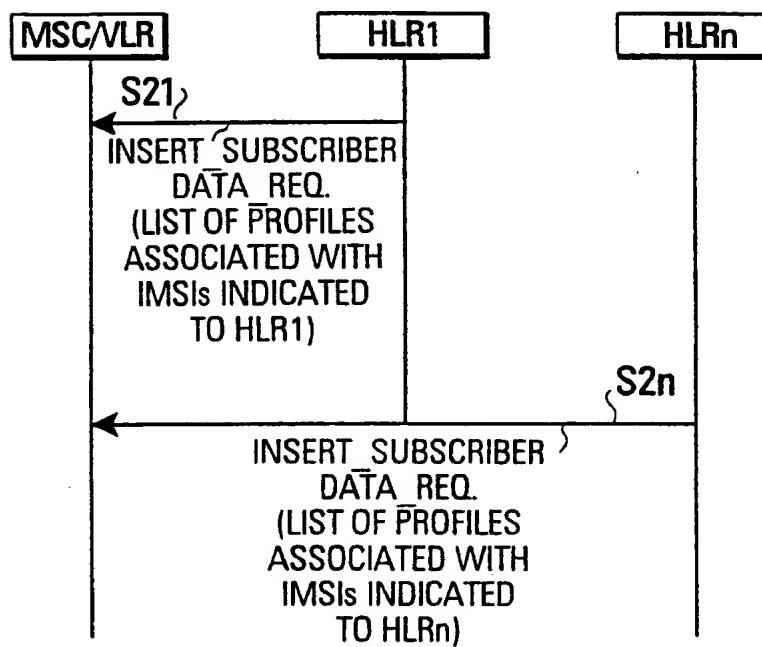 MSC/VLR
HLR1
HLRn
S21
INSERT_SUBSCRIBER
DATA_REQ.
(LIST OF PROFILES
ASSOCIATED WITH
IMSIs INDICATED
TO HLR1)
S2n
INSERT_SUBSCRIBER
DATA_REQ.
(LIST OF PROFILES
ASSOCIATED WITH
IMSIs INDICATED
TO HLRn)